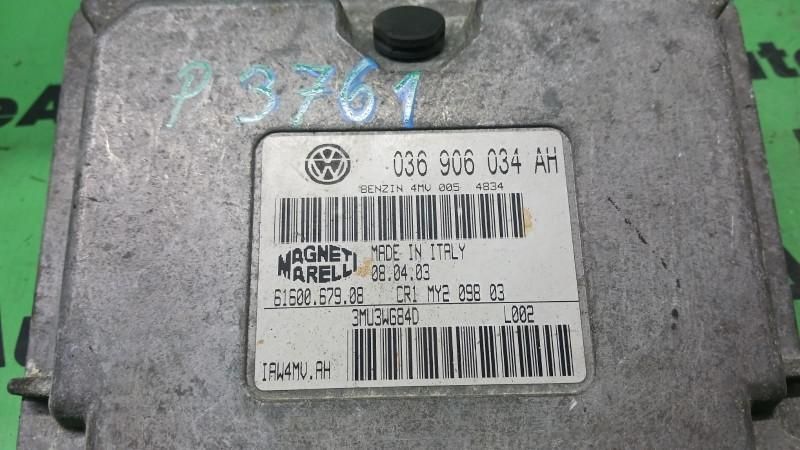 P 3761
036 906 034 AH
BENZIN 4MV 005 4834
MAGNETI MARELLI
MADE IN ITALY
08.04.03
61600.679.08 CR1 MY2 098 03
3MU3WG84D L002
IAW4MV.AH